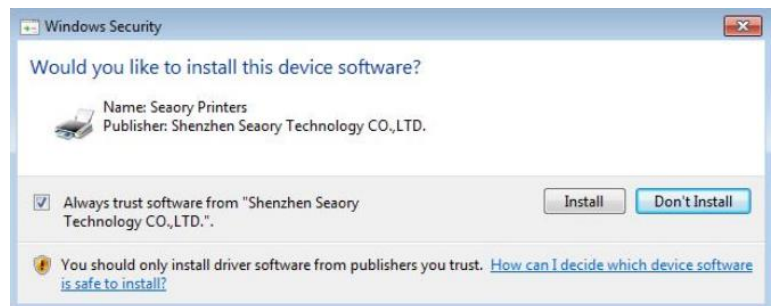 Windows Security
Would you like to install this device software?
Name: Seaory Printers
Publisher: Shenzhen Seaory Technology CO.,LTD.
Always trust software from "Shenzhen Seaory
Technology CO.,LTD.".
Install
Don't Install
You should only install driver software from publishers you trust. How can I decide which device software
is safe to install?